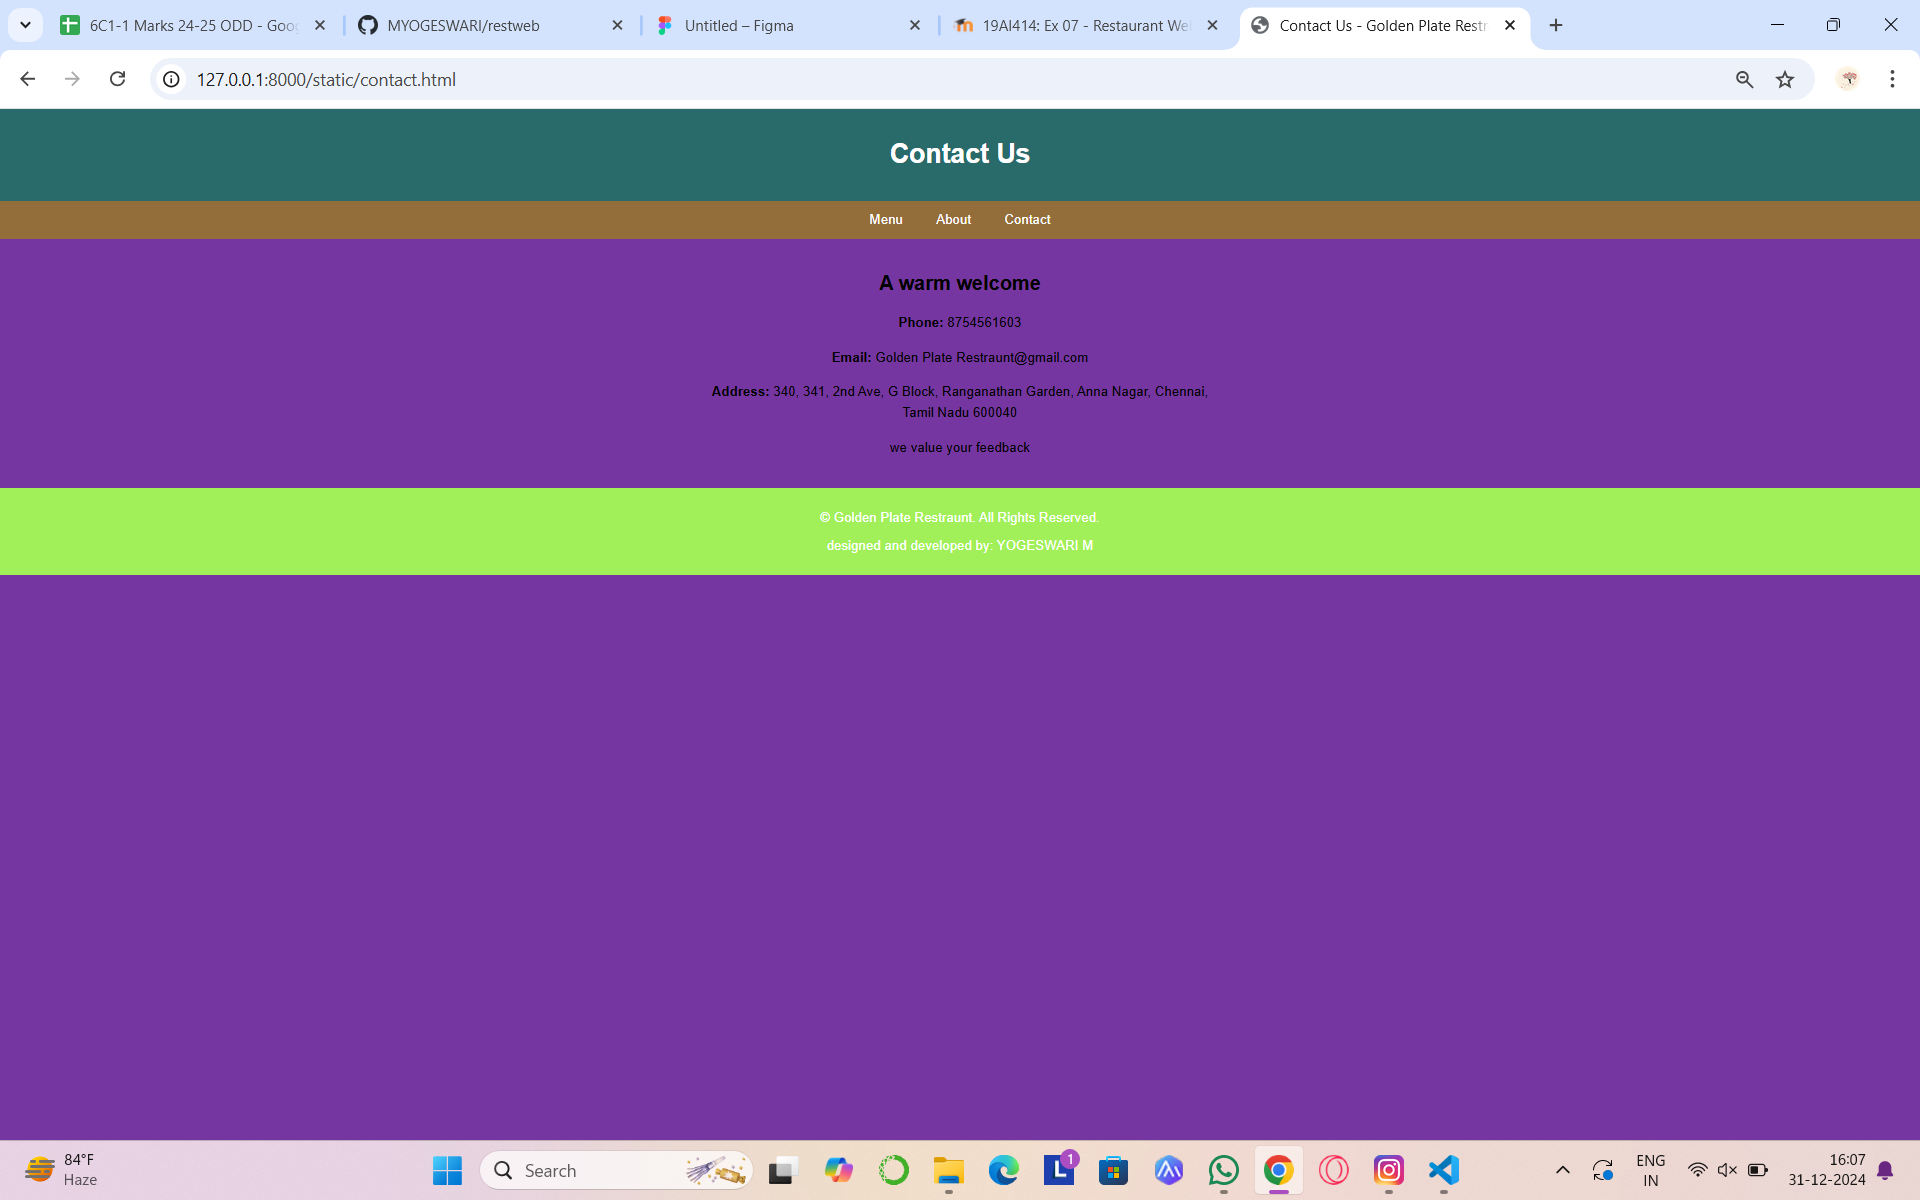 6C1-1 Marks 24-25 ODD - Goo
MYOGESWARI/restweb
Untitled – Figma
19AI414: Ex 07 - Restaurant We
Contact Us - Golden Plate Restr
127.0.0.1:8000/static/contact.html
Contact Us
Menu About Contact
A warm welcome
Phone: 8754561603
Email: Golden Plate Restraunt@gmail.com
Address: 340, 341, 2nd Ave, G Block, Ranganathan Garden, Anna Nagar, Chennai,
Tamil Nadu 600040
we value your feedback
© Golden Plate Restraunt. All Rights Reserved.
designed and developed by: YOGESWARI M
84°F
Haze
Search
L
1
ENG
IN
16:07
31-12-2024